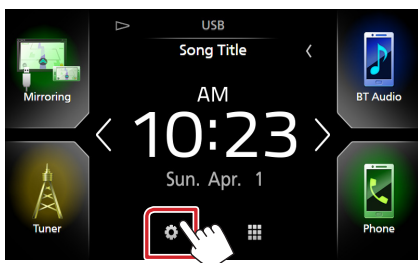 USB
Song Title
Mirroring
AM
BT Audio
10:23
Sun. Apr. 1
Tuner
Phone